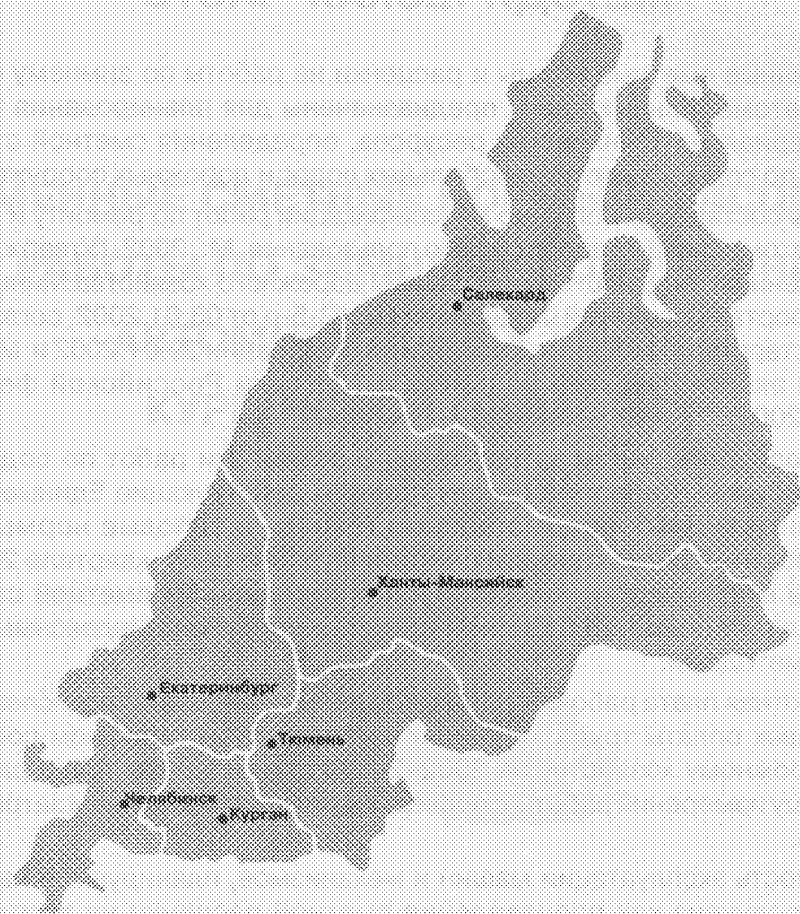 Салехард
Ханты-Мансийск
Екатеринбург
Тюмень
Челябинск
Курган